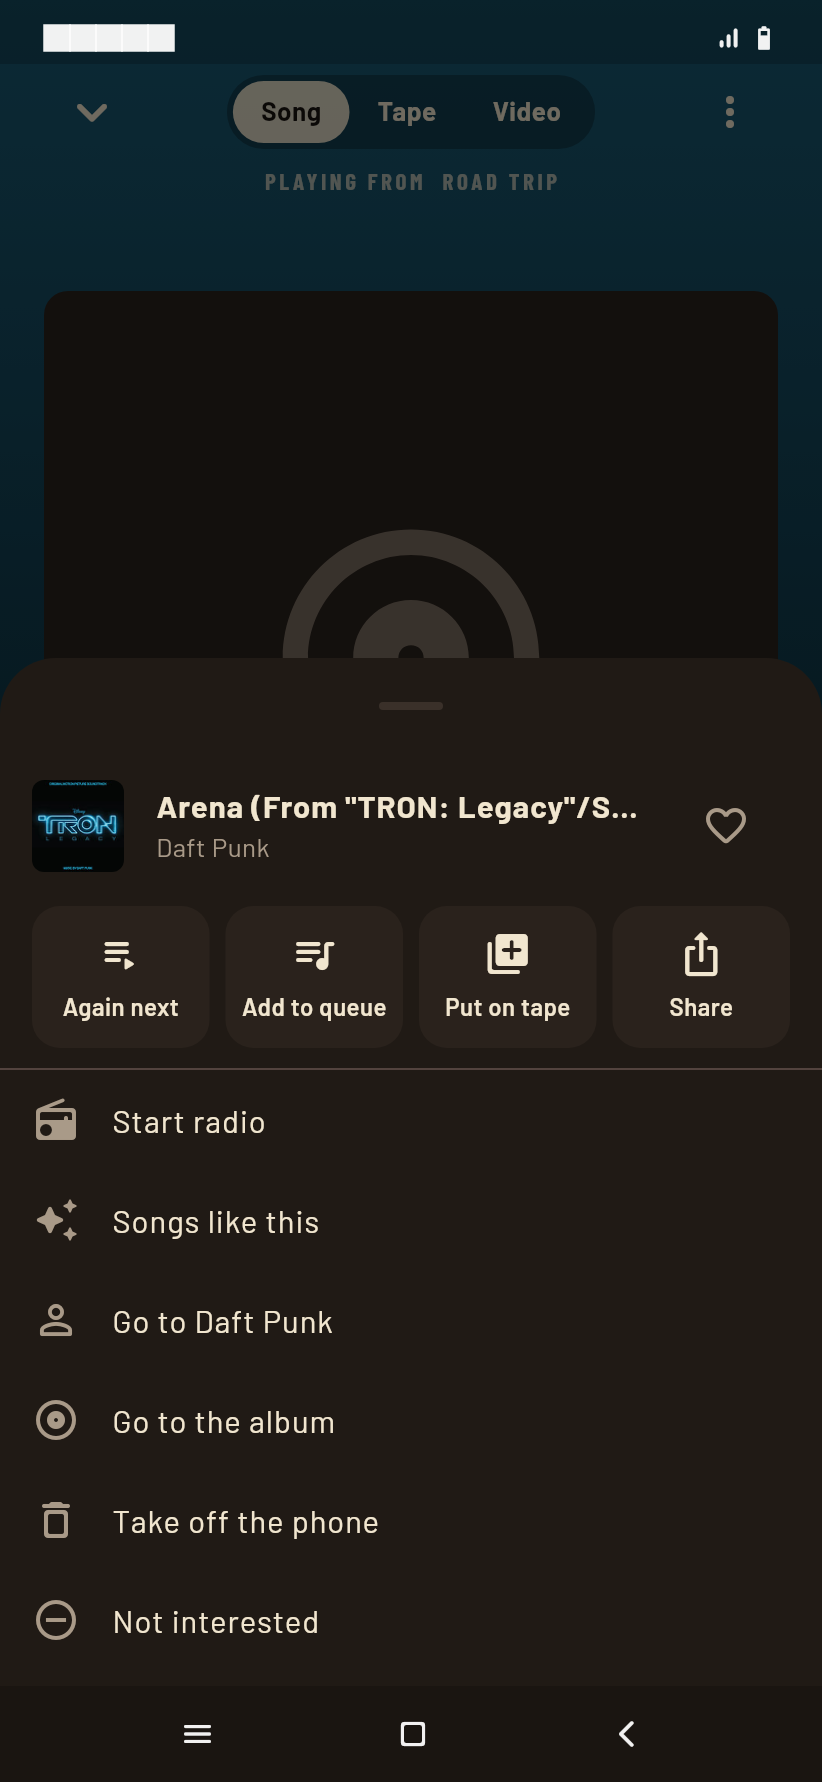 Song Tape Video
PLAYING FROM ROAD TRIP
TRON
LEGACY
Arena (From "TRON: Legacy"/S...
Daft Punk
Again next
Add to queue
Put on tape
Share
Start radio
Songs like this
Go to Daft Punk
Go to the album
Take off the phone
Not interested